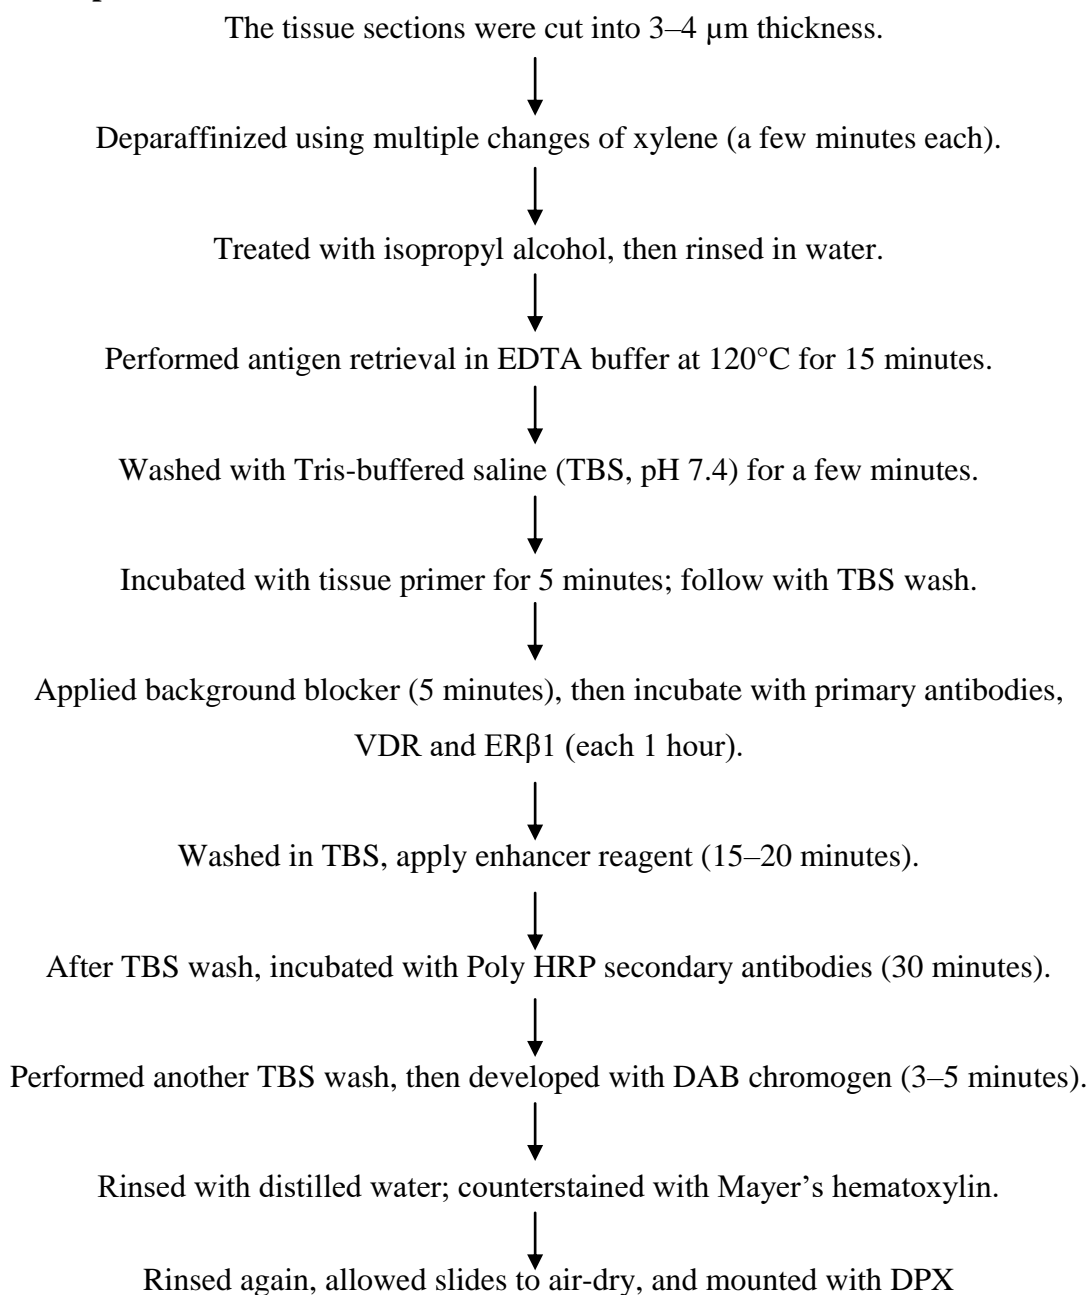 The tissue sections were cut into 3–4 µm thickness.
Deparaffinized using multiple changes of xylene (a few minutes each).
Treated with isopropyl alcohol, then rinsed in water.
Performed antigen retrieval in EDTA buffer at 120°C for 15 minutes.
Washed with Tris-buffered saline (TBS, pH 7.4) for a few minutes.
Incubated with tissue primer for 5 minutes; follow with TBS wash.
Applied background blocker (5 minutes), then incubate with primary antibodies,
VDR and ERβ1 (each 1 hour).
Washed in TBS, apply enhancer reagent (15–20 minutes).
After TBS wash, incubated with Poly HRP secondary antibodies (30 minutes).
Performed another TBS wash, then developed with DAB chromogen (3–5 minutes).
Rinsed with distilled water; counterstained with Mayer’s hematoxylin.
Rinsed again, allowed slides to air-dry, and mounted with DPX